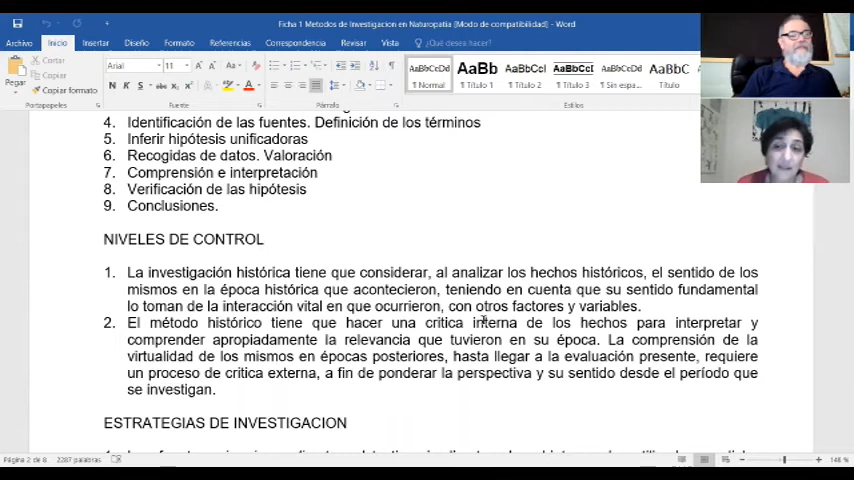 Ficha 1 Metodos de Investigacion en Naturopatia [Modo de compatibilidad] - Word
Archivo Inicio Insertar Diseño Formato Referencias Correspondencia Revisar Vista ¿Qué desea hacer?
Cortar
Copiar
Copiar formato
Pegar
Arial 11
N K S abc
AaBbCcDd AaBb AaBbCcI AaBbCcI AaBbCcDd AaBbC
¶ Normal Título 1 ¶ Título 2 ¶ Título 3 ¶ Sin espa... Título
Portapapeles Fuente Párrafo Estilos
4. Identificación de las fuentes. Definición de los términos
5. Inferir hipótesis unificadoras
6. Recogidas de datos. Valoración
7. Comprensión e interpretación
8. Verificación de las hipótesis
9. Conclusiones.
NIVELES DE CONTROL
1. La investigación histórica tiene que considerar, al analizar los hechos históricos, el sentido de los
mismos en la época histórica que acontecieron, teniendo en cuenta que su sentido fundamental
lo toman de la interacción vital en que ocurrieron, con otros factores y variables.
2. El método histórico tiene que hacer una critica interna de los hechos para interpretar y
comprender apropiadamente la relevancia que tuvieron en su época. La comprensión de la
virtualidad de los mismos en épocas posteriores, hasta llegar a la evaluación presente, requiere
un proceso de critica externa, a fin de ponderar la perspectiva y su sentido desde el período que
se investigan.
ESTRATEGIAS DE INVESTIGACION
Página 2 de 8 2287 palabras 148 %